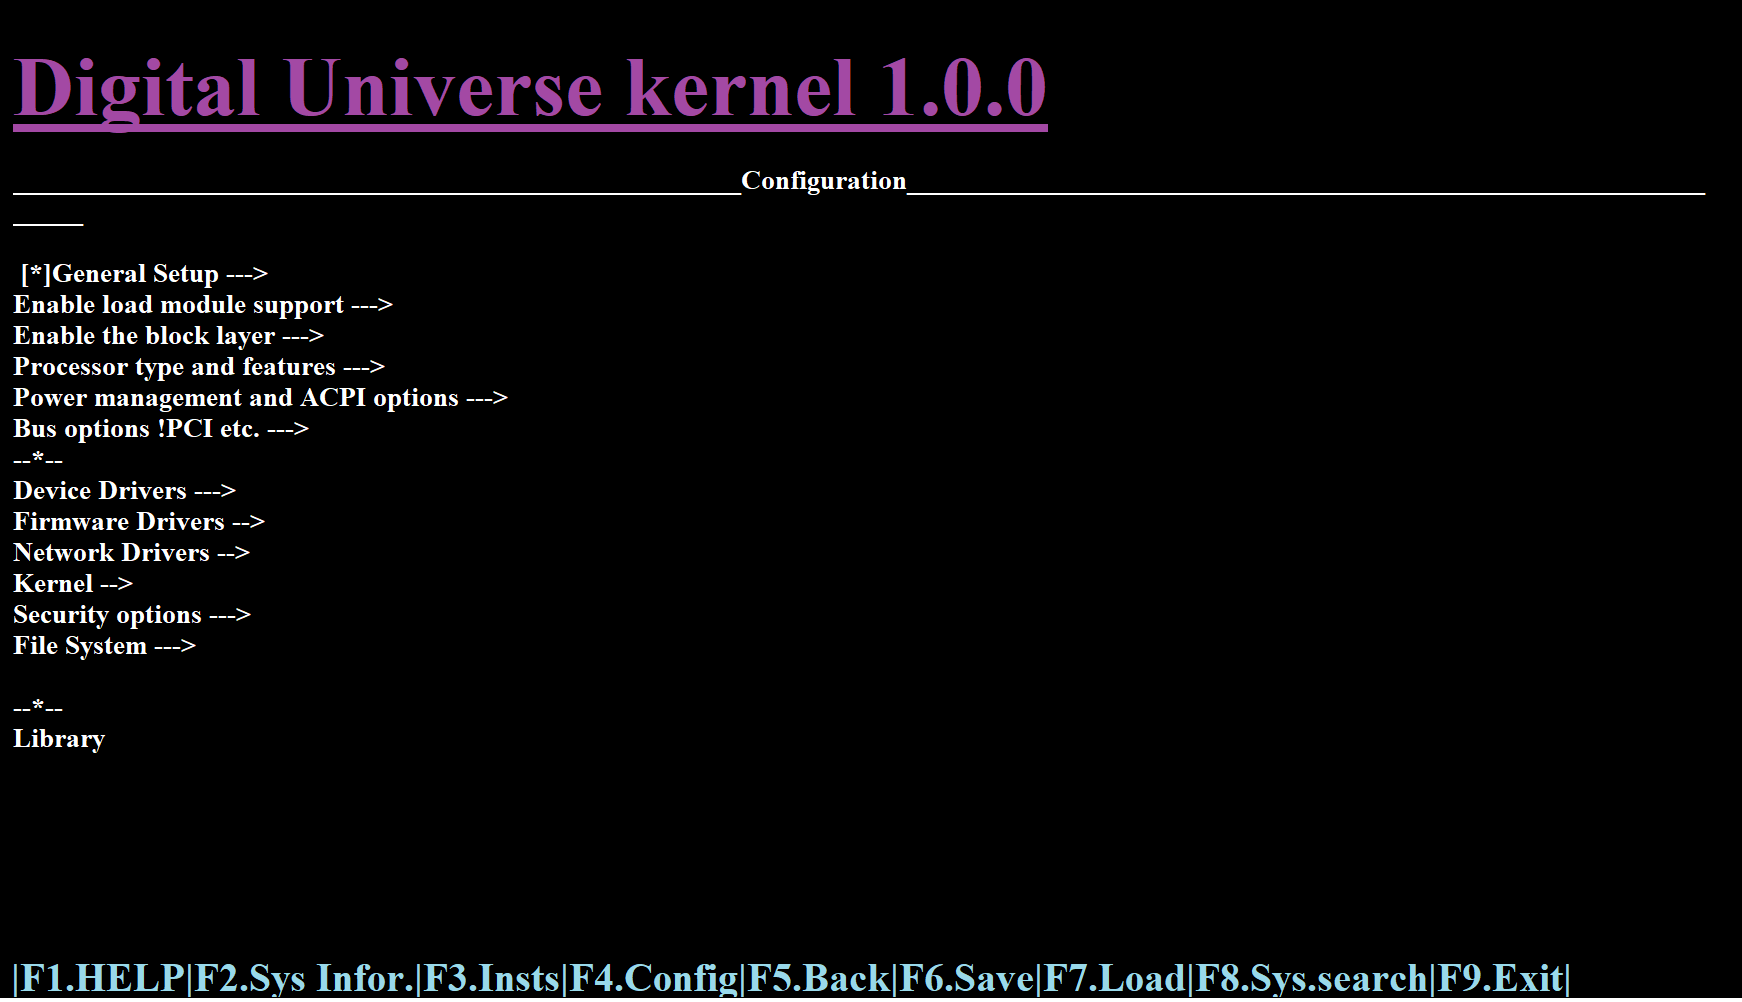 Digital Universe kernel 1.0.0
____________________________________________________Configuration_________________________________________________________
_____
[*]General Setup --->
Enable load module support --->
Enable the block layer --->
Processor type and features --->
Power management and ACPI options --->
Bus options !PCI etc. --->
--*--
Device Drivers --->
Firmware Drivers -->
Network Drivers -->
Kernel -->
Security options --->
File System --->
--*--
Library
|F1.HELP|F2.Sys Infor.|F3.Insts|F4.Config|F5.Back|F6.Save|F7.Load|F8.Sys.search|F9.Exit|